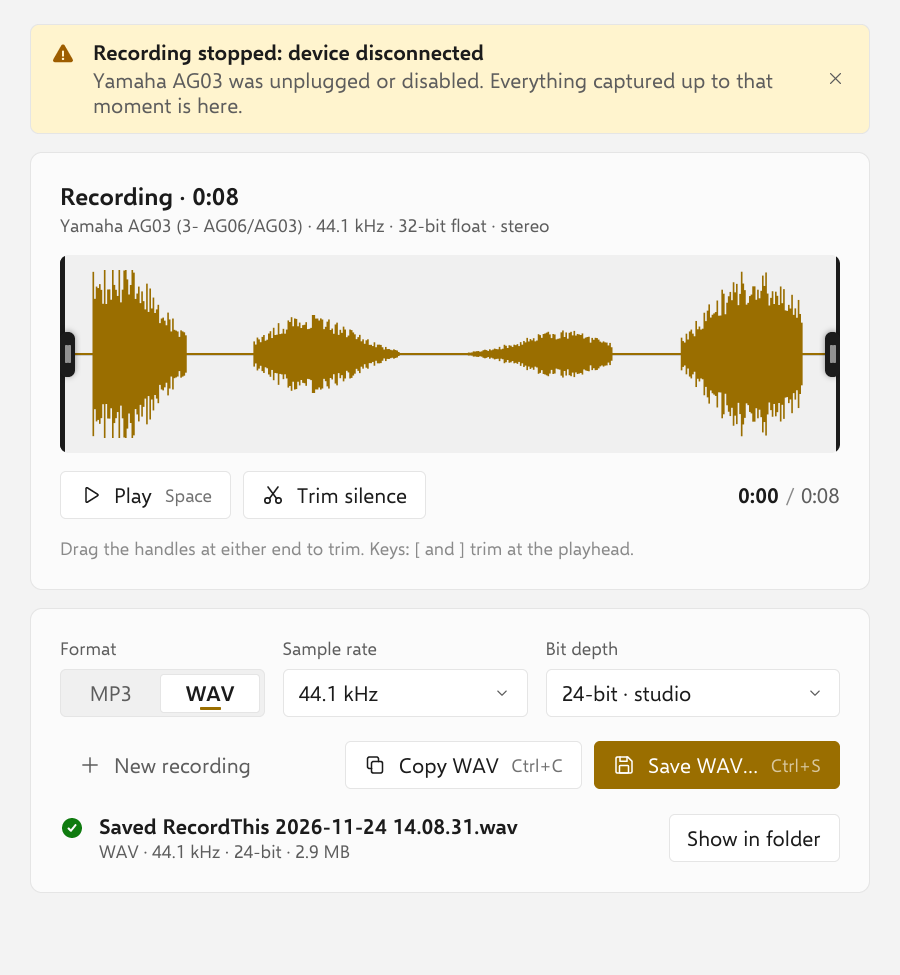 Recording stopped: device disconnected
Yamaha AG03 was unplugged or disabled. Everything captured up to that
moment is here.
Recording · 0:08
Yamaha AG03 (3- AG06/AG03) · 44.1 kHz · 32-bit float · stereo
Play Space
Trim silence
0:00 / 0:08
Drag the handles at either end to trim. Keys: [ and ] trim at the playhead.
Format
Sample rate
Bit depth
MP3
WAV
44.1 kHz
24-bit · studio
New recording
Copy WAV Ctrl+C
Save WAV... Ctrl+S
Saved RecordThis 2026-11-24 14.08.31.wav
WAV · 44.1 kHz · 24-bit · 2.9 MB
Show in folder